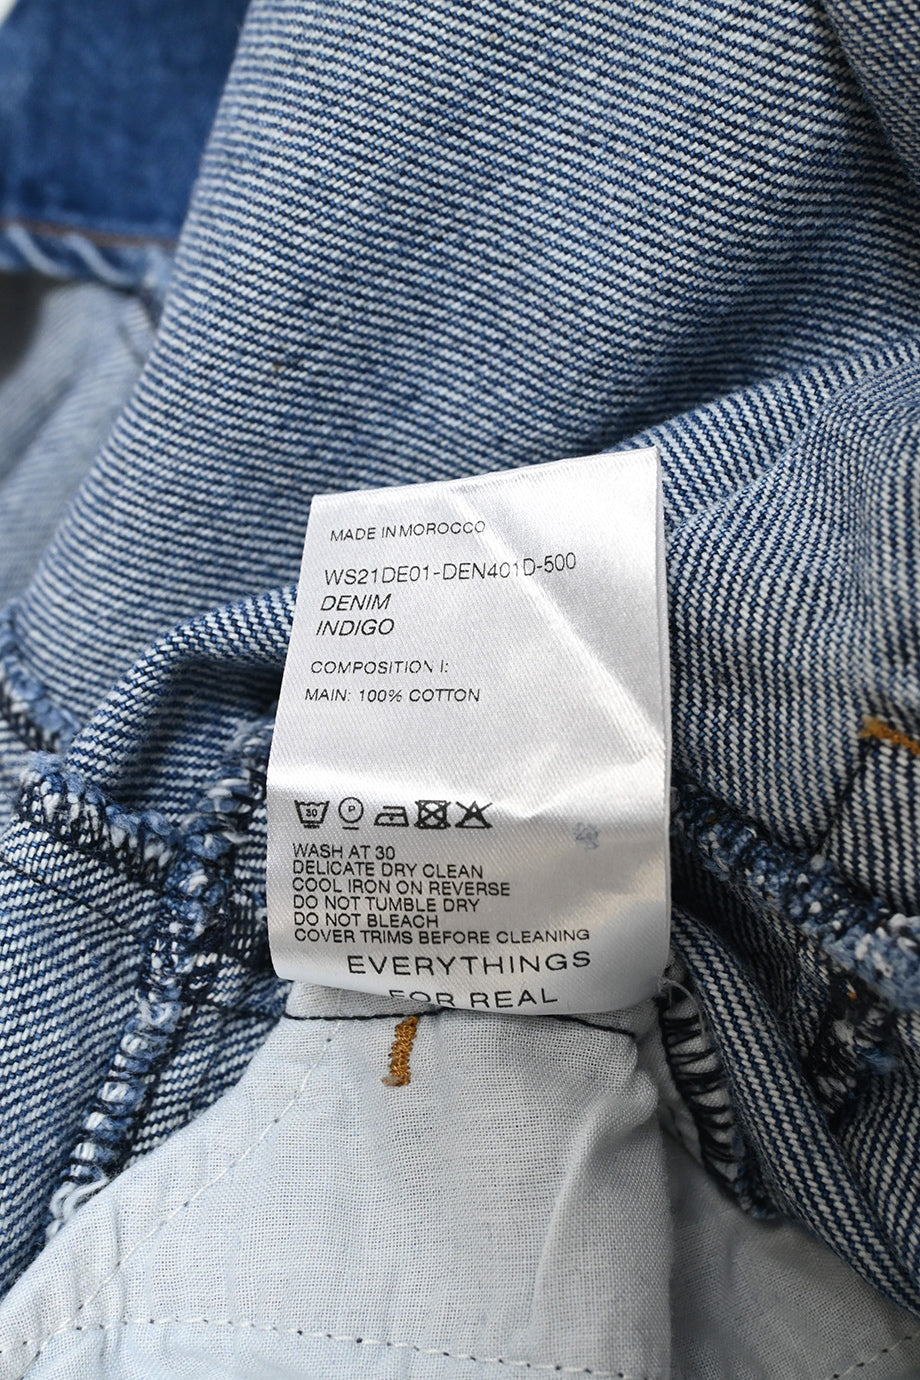 MADE IN MOROCCO
WS21DE01-DEN401D-500
DENIM
INDIGO
COMPOSITION I:
MAIN: 100% COTTON
30 P
WASH AT 30
DELICATE DRY CLEAN
COOL IRON ON REVERSE
DO NOT TUMBLE DRY
DO NOT BLEACH
COVER TRIMS BEFORE CLEANING
EVERYTHINGS
FOR REAL